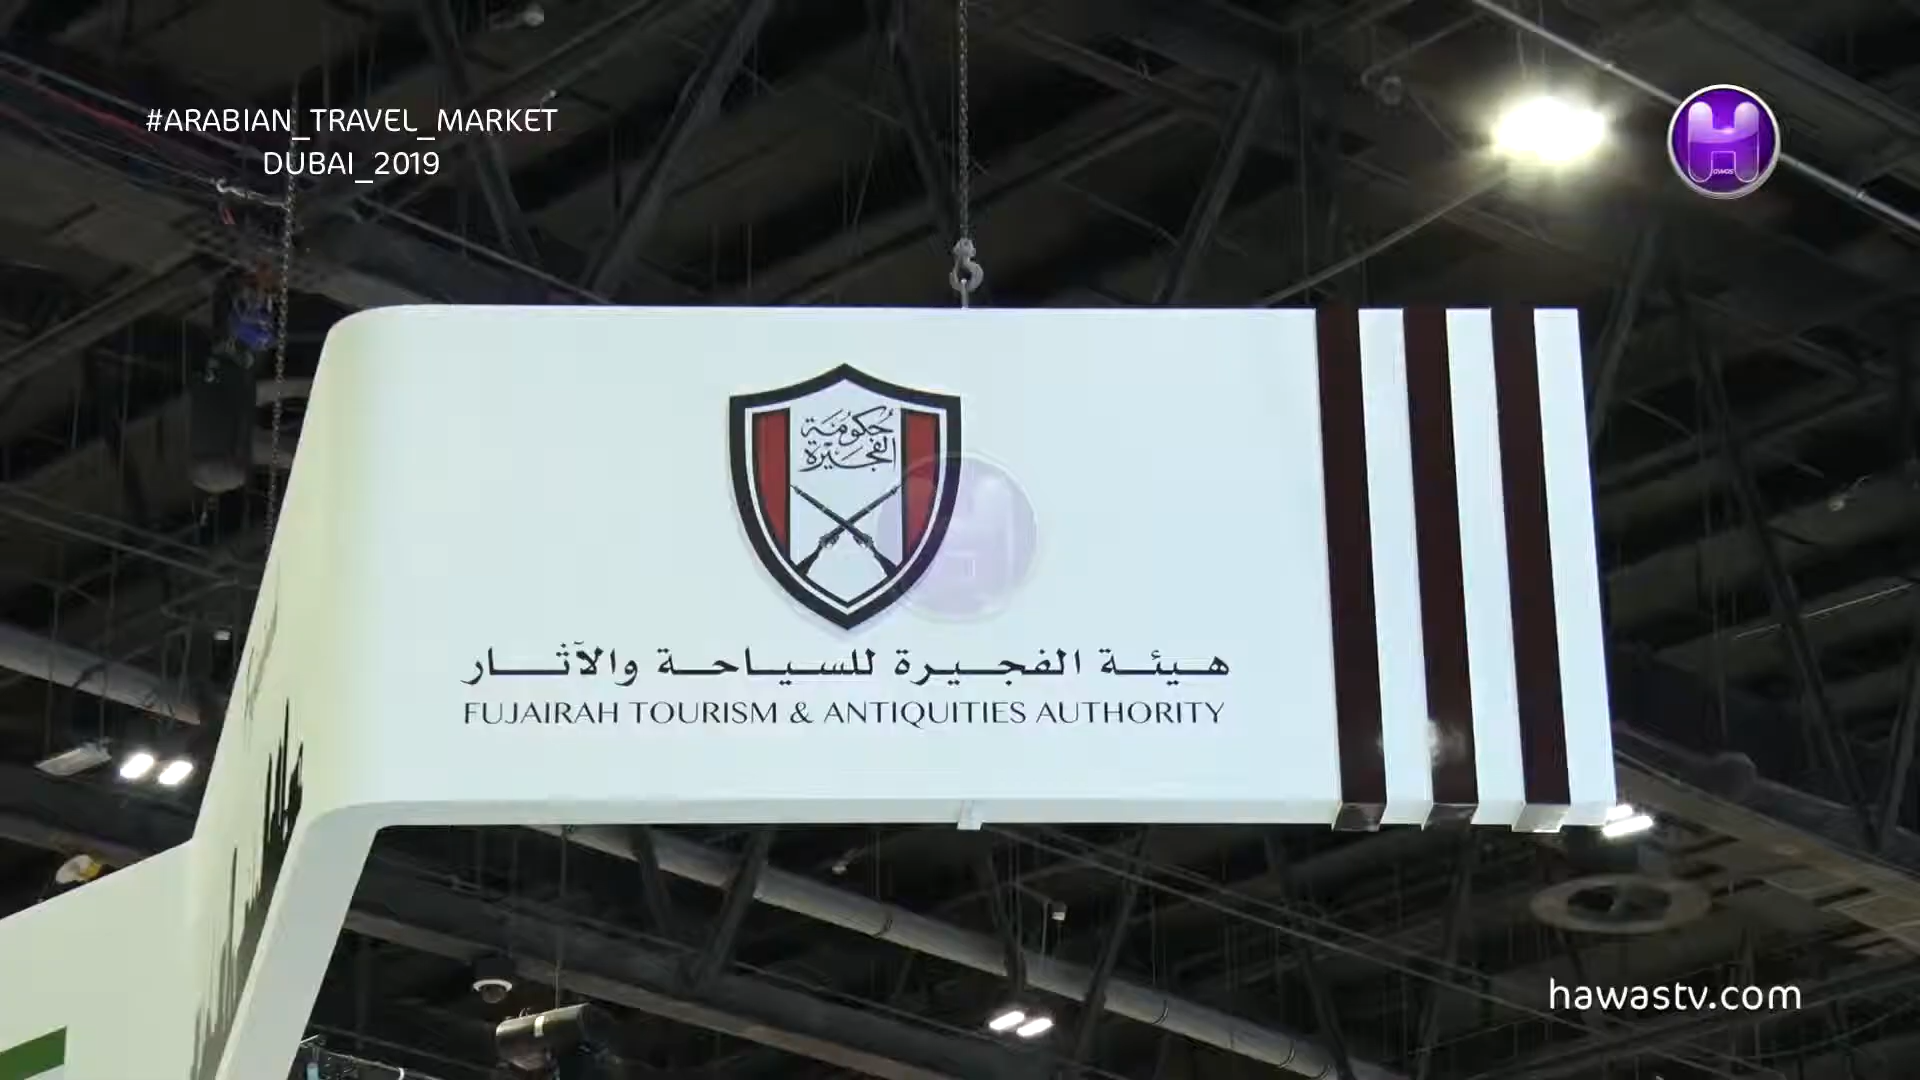 #ARABIAN_TRAVEL_MARKET
DUBAI_2019
حكومة
الفجيرة
هيئة الفجيرة للسياحة والآثار
FUJAIRAH TOURISM & ANTIQUITIES AUTHORITY
hawastv.com